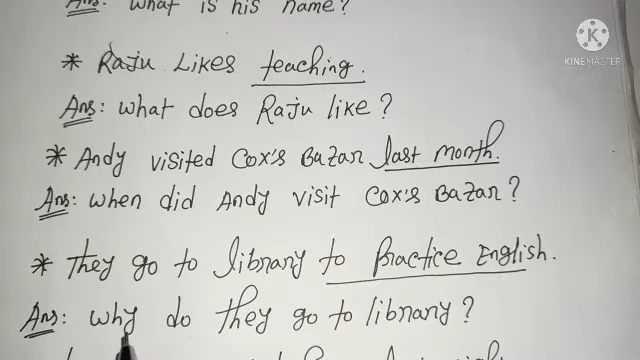 Ans: What is his name?
K
KINEMASTER
* Raju Likes teaching.
Ans: What does Raju like?
* Andy visited Cox's Bazar last month.
Ans: When did Andy visit Cox's Bazar?
* They go to library to Practice English.
Ans: Why do they go to library?